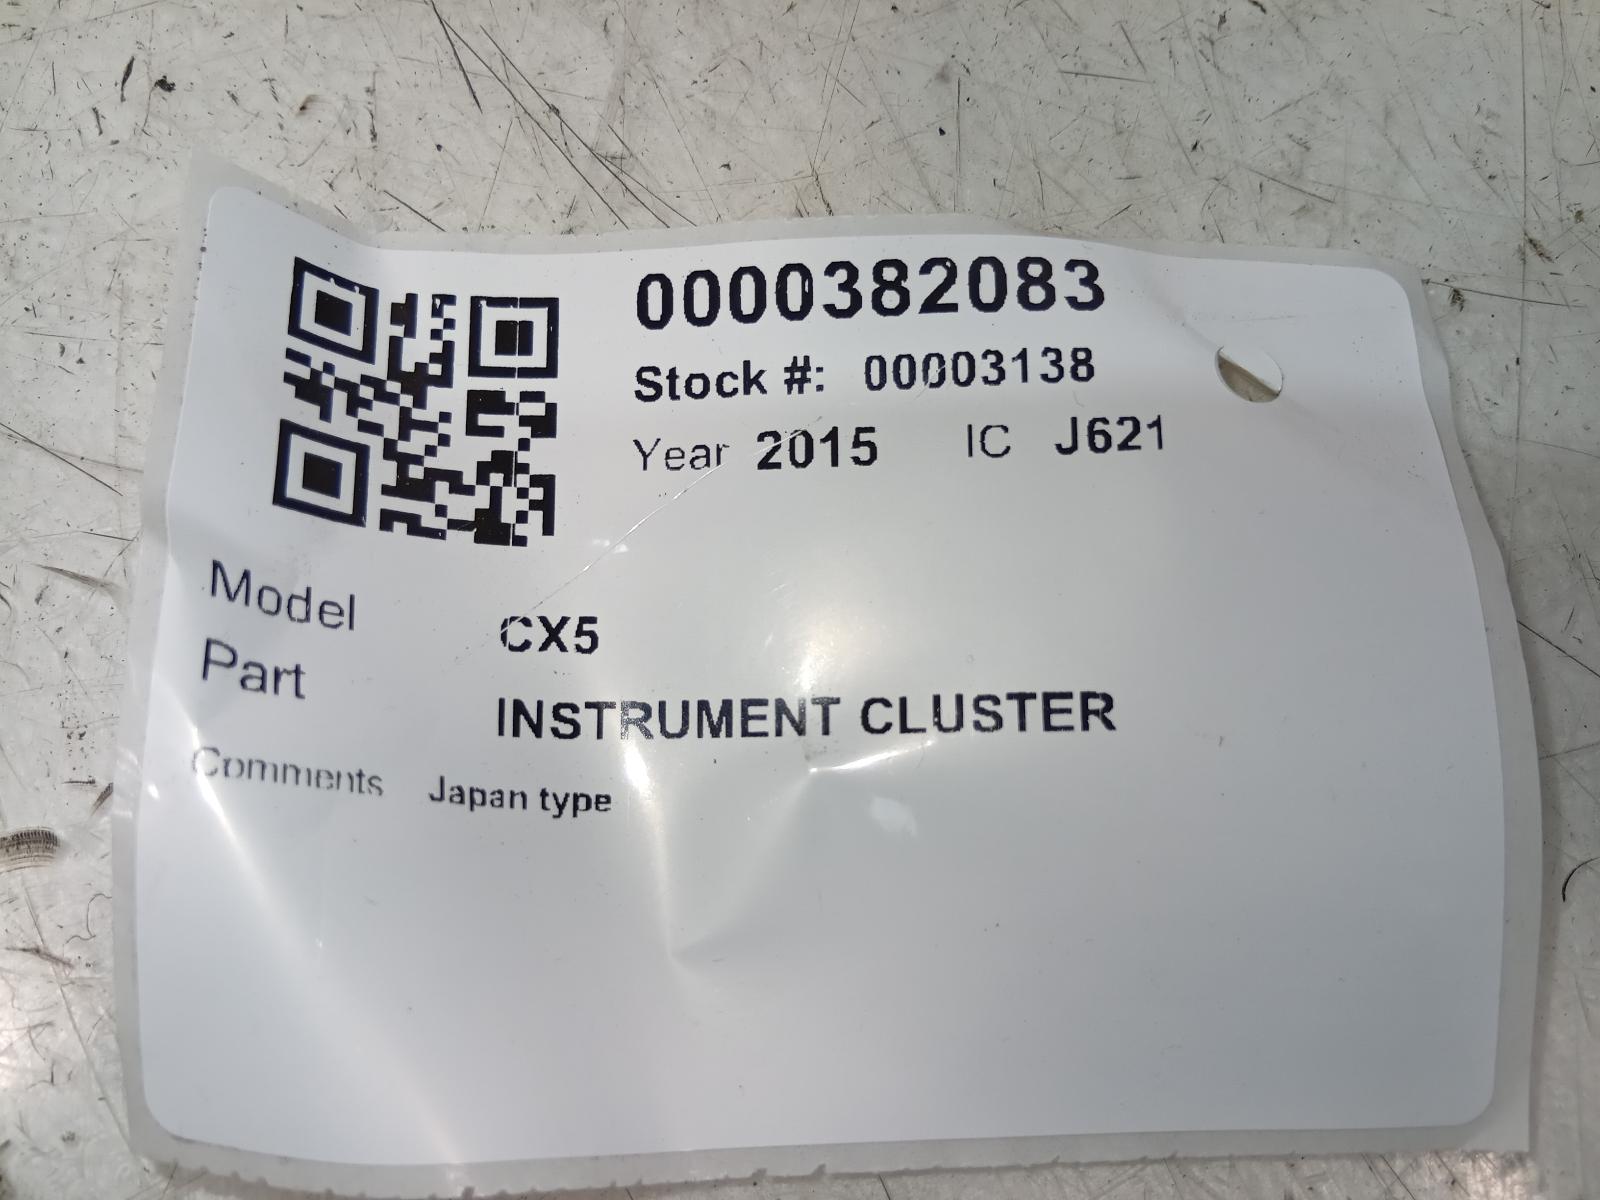 0000382083
Stock #: 00003138
Year 2015 IC J621
Model CX5
Part INSTRUMENT CLUSTER
Comments Japan type